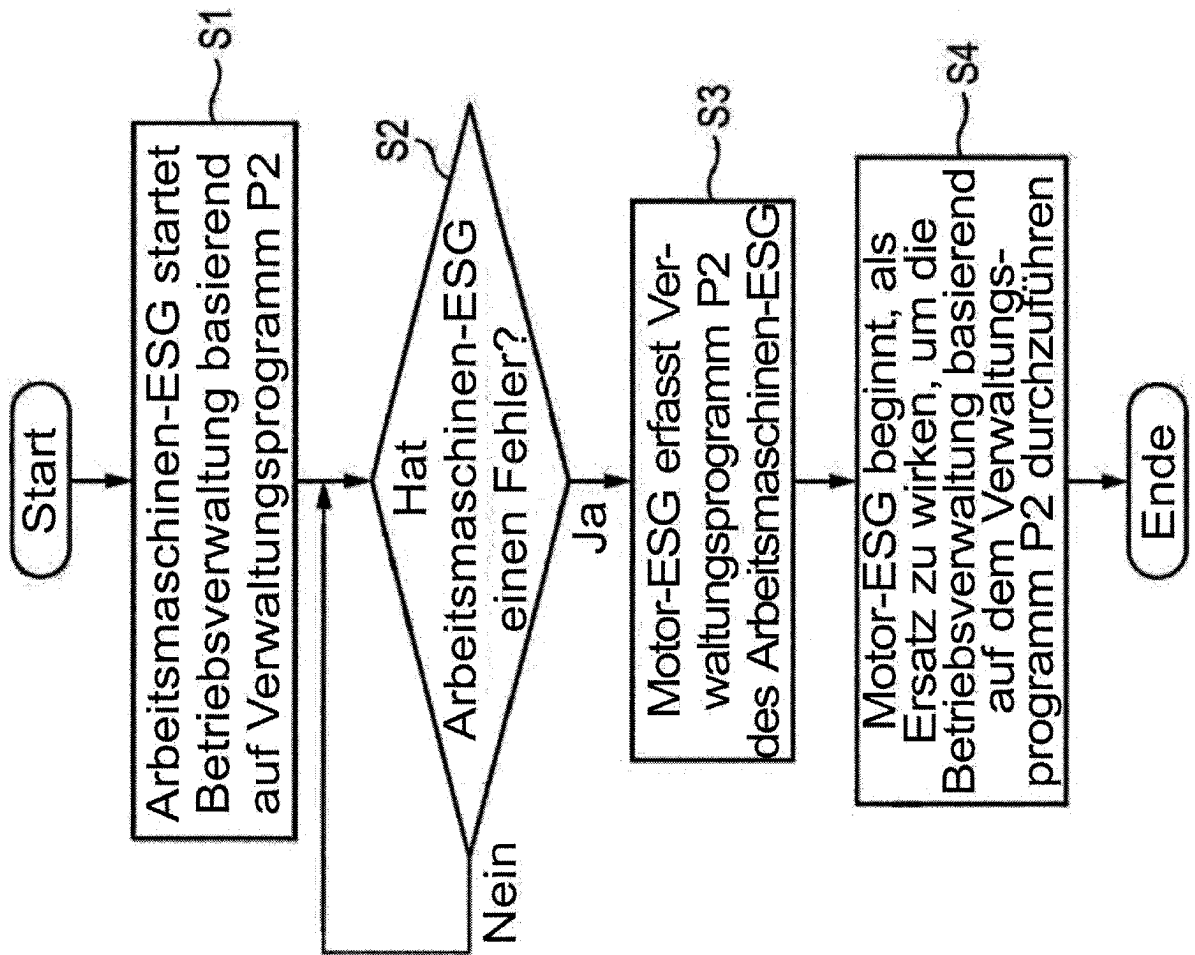 Start
S1
Arbeitsmaschinen-ESG startet
Betriebsverwaltung basierend
auf Verwaltungsprogramm P2
S2
Hat
Arbeitsmaschinen-ESG
einen Fehler?
Nein
Ja
S3
Motor-ESG erfasst Ver-
waltungsprogramm P2
des Arbeitsmaschinen-ESG
S4
Motor-ESG beginnt, als
Ersatz zu wirken, um die
Betriebsverwaltung basierend
auf dem Verwaltungs-
programm P2 durchzuführen
Ende